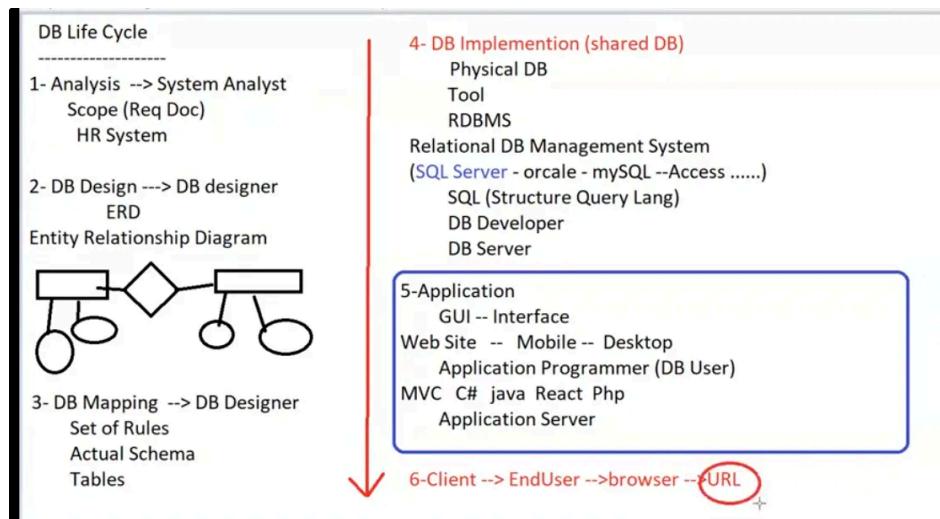 DB Life Cycle
--------------------
1- Analysis --> System Analyst
Scope (Req Doc)
HR System
2- DB Design ---> DB designer
ERD
Entity Relationship Diagram
3- DB Mapping --> DB Designer
Set of Rules
Actual Schema
Tables
4- DB Implemention (shared DB)
Physical DB
Tool
RDBMS
Relational DB Management System
(SQL Server - orcale - mySQL --Access ......)
SQL (Structure Query Lang)
DB Developer
DB Server
5-Application
GUI -- Interface
Web Site -- Mobile -- Desktop
Application Programmer (DB User)
MVC C# java React Php
Application Server
6-Client --> EndUser -->browser -->URL